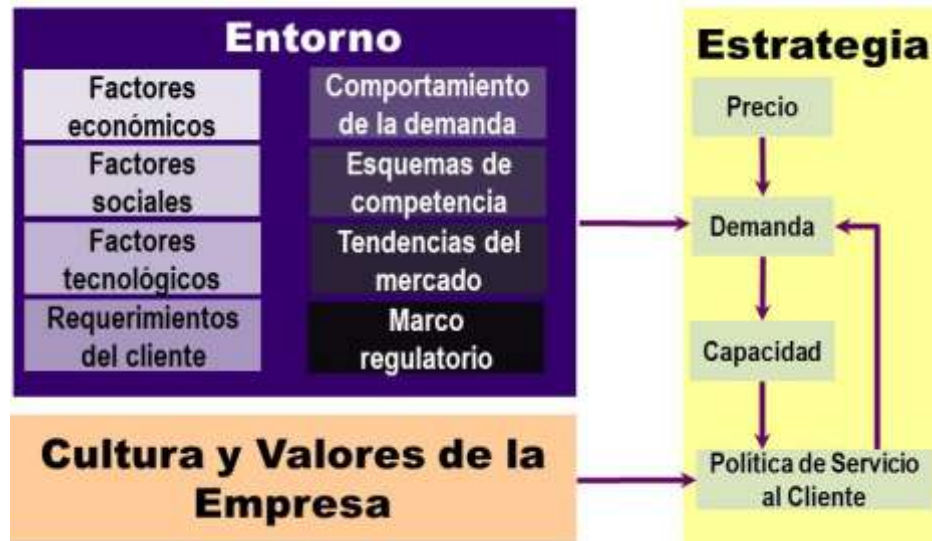 Entorno
Factores
económicos
Factores
sociales
Factores
tecnológicos
Requerimientos
del cliente
Comportamiento
de la demanda
Esquemas de
competencia
Tendencias del
mercado
Marco
regulatorio
Cultura y Valores de la
Empresa
Estrategia
Precio
Demanda
Capacidad
Política de Servicio
al Cliente